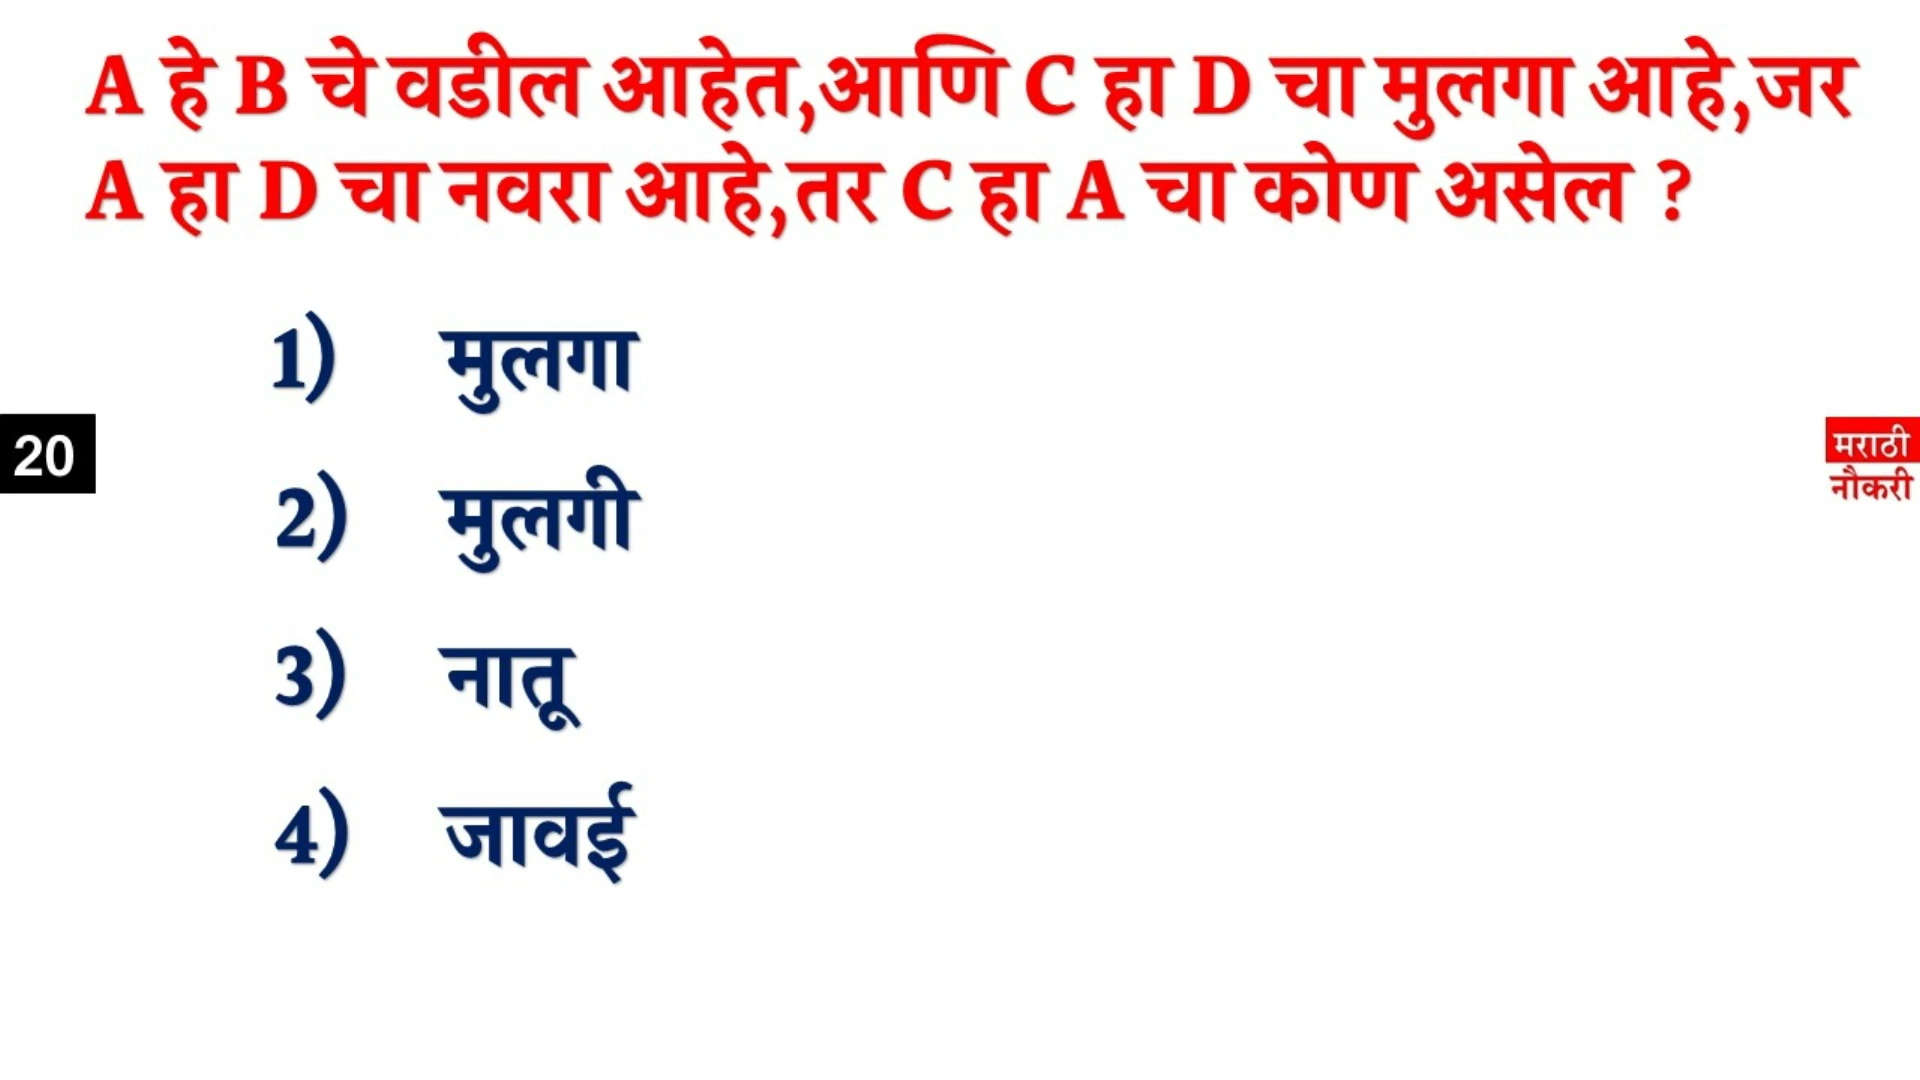 A हे B चे वडील आहेत,आणि C हा D चा मुलगा आहे,जर
A हा D चा नवरा आहे,तर C हा A चा कोण असेल ?
1) मुलगा
2) मुलगी
3) नातू
4) जावई
20
मराठी
नौकरी